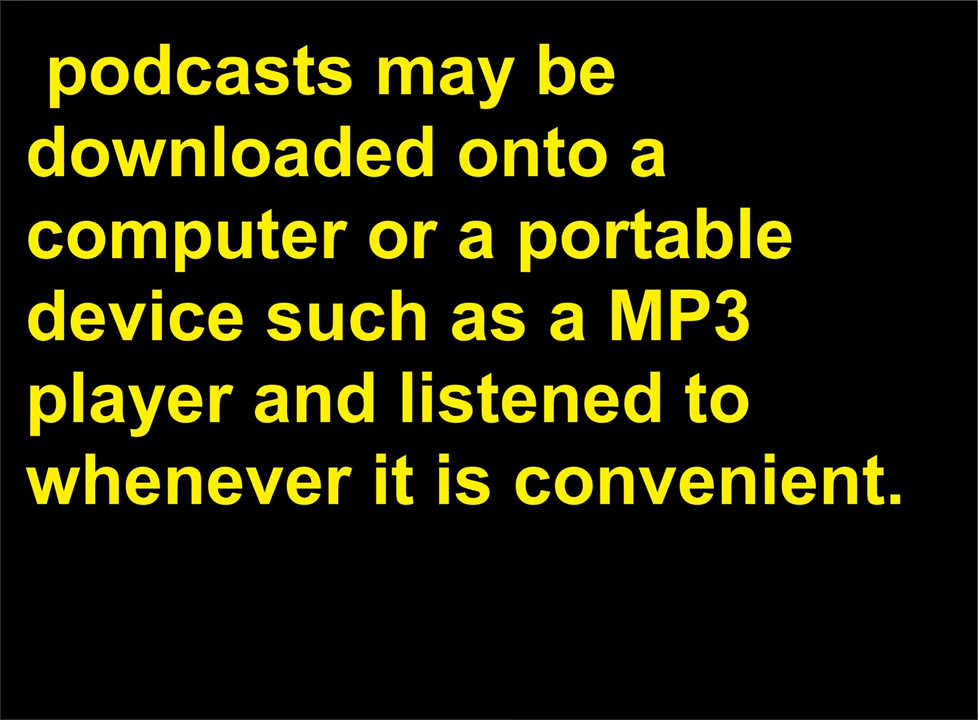 podcasts may be
downloaded onto a
computer or a portable
device such as a MP3
player and listened to
whenever it is convenient.